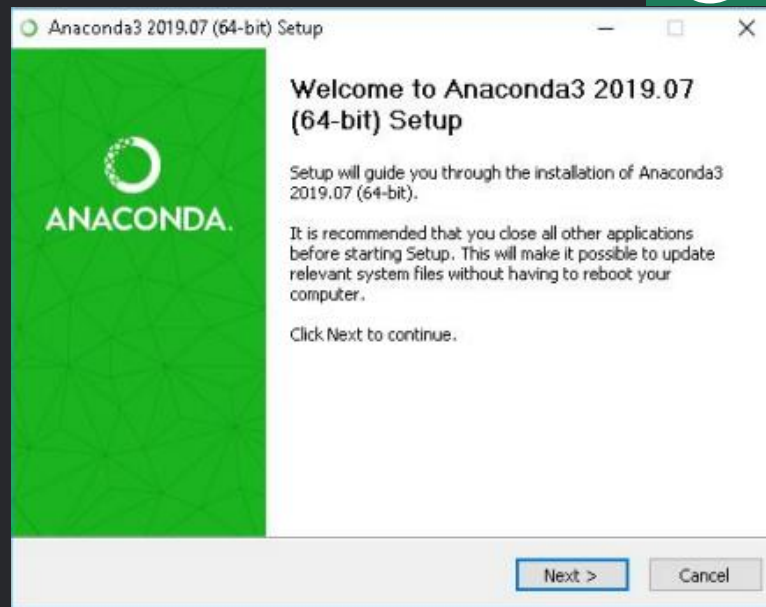 Anaconda3 2019.07 (64-bit) Setup
Welcome to Anaconda3 2019.07
(64-bit) Setup
Setup will guide you through the installation of Anaconda3
2019.07 (64-bit).
It is recommended that you close all other applications
before starting Setup. This will make it possible to update
relevant system files without having to reboot your
computer.
Click Next to continue.
ANACONDA.
Next >
Cancel